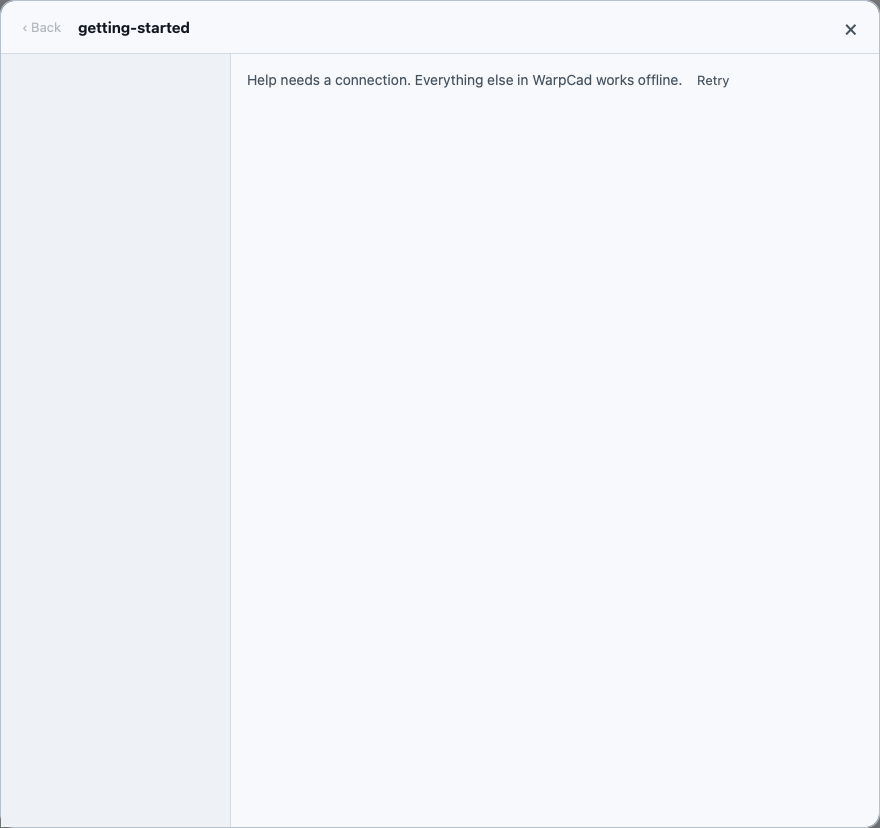 ‹ Back getting-started ×
Help needs a connection. Everything else in WarpCad works offline. Retry